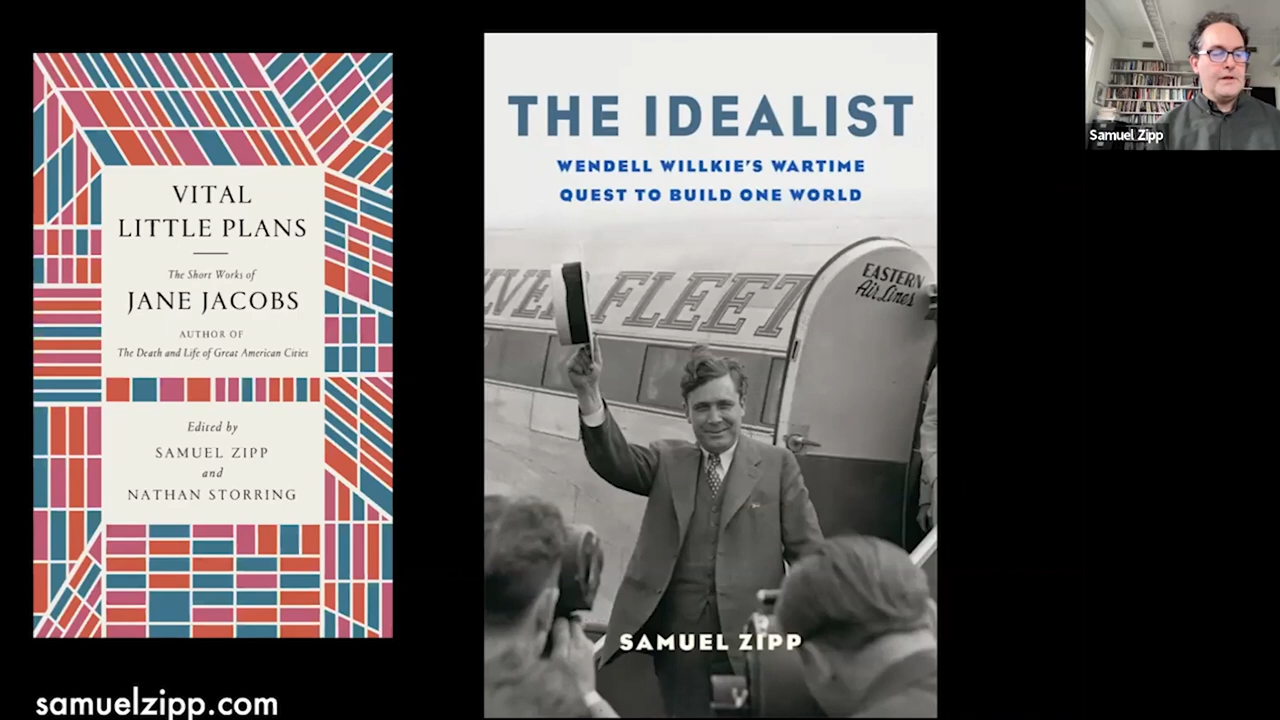 VITAL
LITTLE PLANS
The Short Works of
JANE JACOBS
AUTHOR OF
The Death and Life of Great American Cities
Edited by
SAMUEL ZIPP
and
NATHAN STORRING
THE IDEALIST
WENDELL WILLKIE'S WARTIME
QUEST TO BUILD ONE WORLD
FLEET
EASTERN
Air Lines
SAMUEL ZIPP
Samuel Zipp
samuelzipp.com